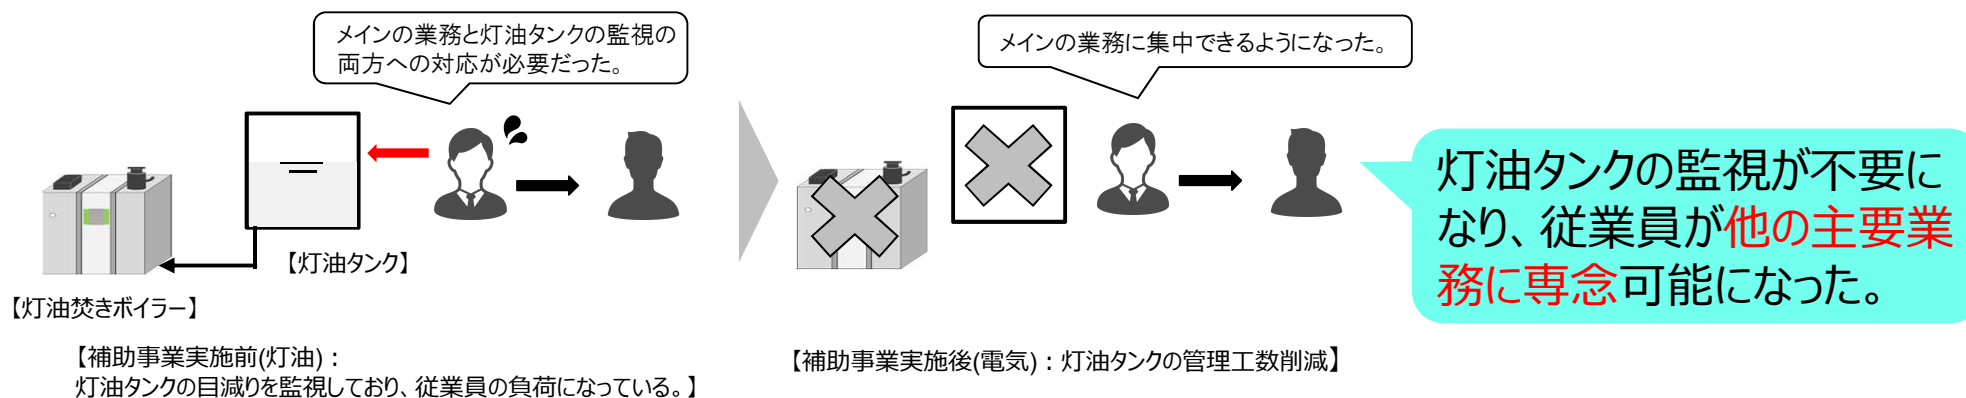 メインの業務と灯油タンクの監視の
両方への対応が必要だった。
【灯油タンク】
【灯油焚きボイラー】
【補助事業実施前(灯油)：
灯油タンクの目減りを監視しており、従業員の負荷になっている。】
メインの業務に集中できるようになった。
【補助事業実施後(電気)：灯油タンクの管理工数削減】
灯油タンクの監視が不要に
なり、従業員が他の主要業
務に専念可能になった。